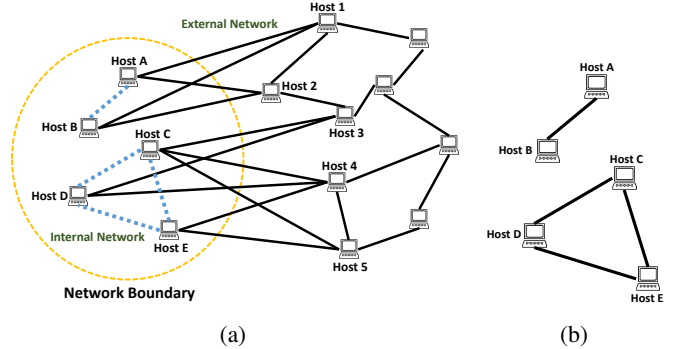 External Network
Host 1
Host A
Host 2
Host B
Host C
Host 3
Host 4
Host D
Internal Network
Host E
Host 5
Network Boundary
(a)
Host A
Host B
Host C
Host D
Host E
(b)